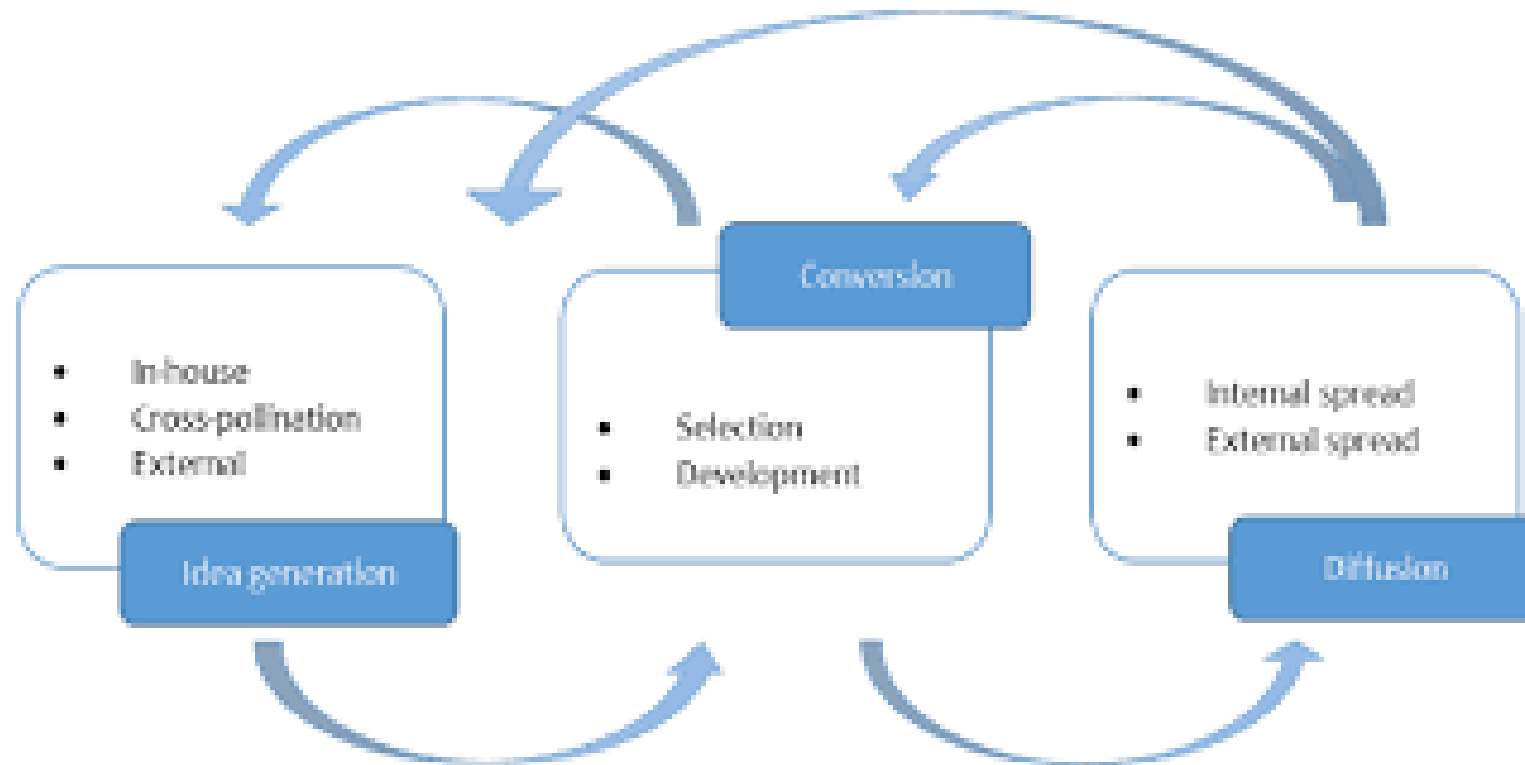 Conversion
• In-house
• Cross-pollination
• External
• Selection
• Development
• Internal spread
• External spread
Idea generation
Diffusion